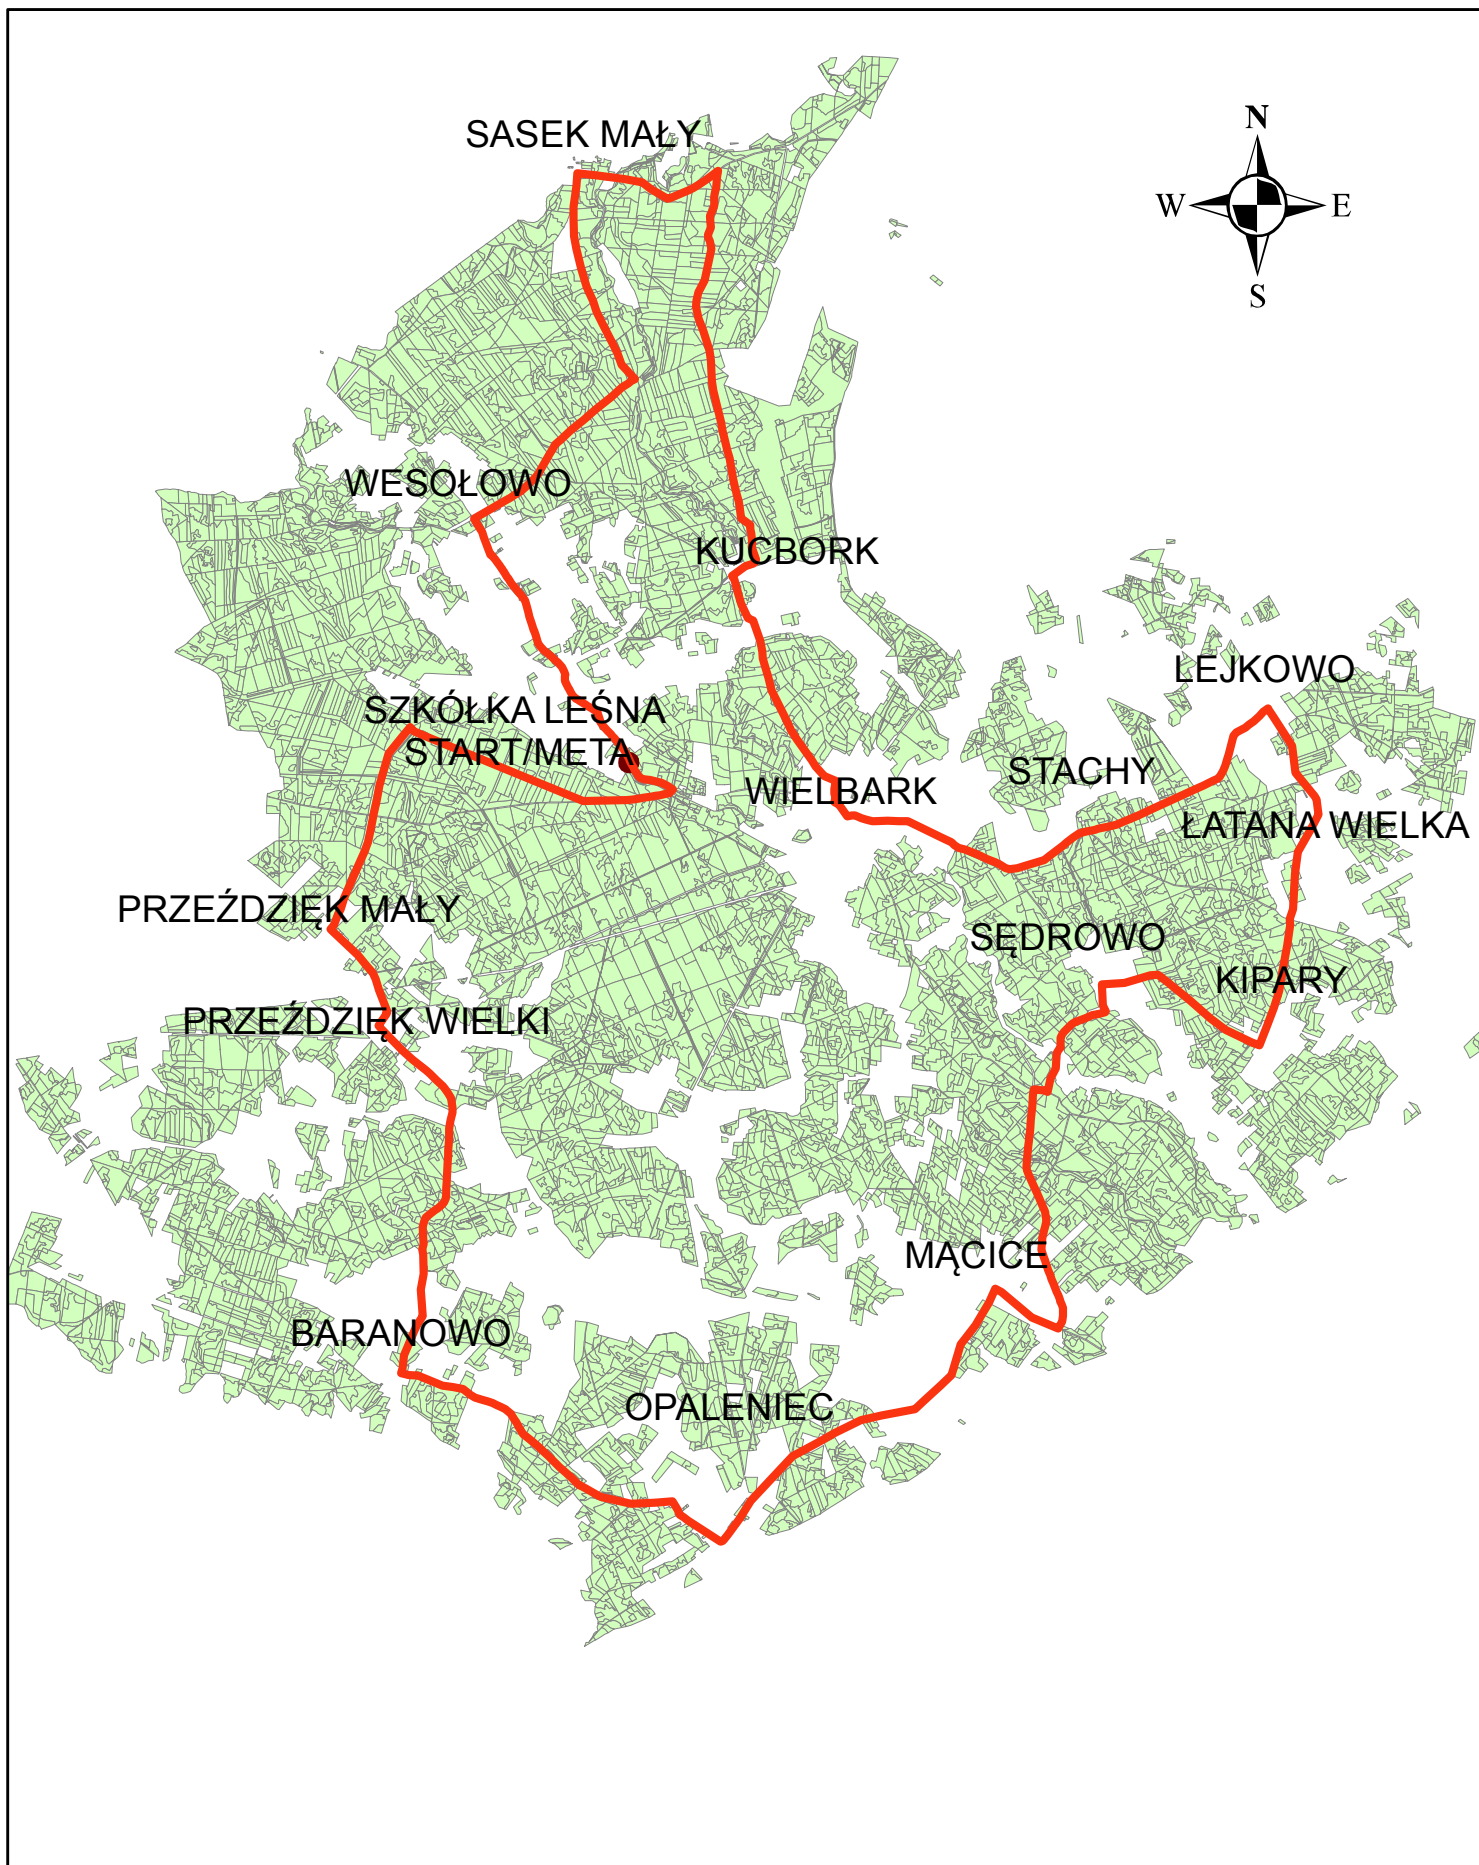 N
SASEK MAŁY
W
E
S
WESOŁOWO
KUCBORK
LEJKOWO
SZKÓŁKA LEŚNA
START/META
STACHY
WIELBARK
ŁATANA WIELKA
PRZEŹDZIĘK MAŁY
SĘDROWO
KIPARY
PRZEŹDZIĘK WIELKI
MĄCICE
BARANOWO
OPALENIEC